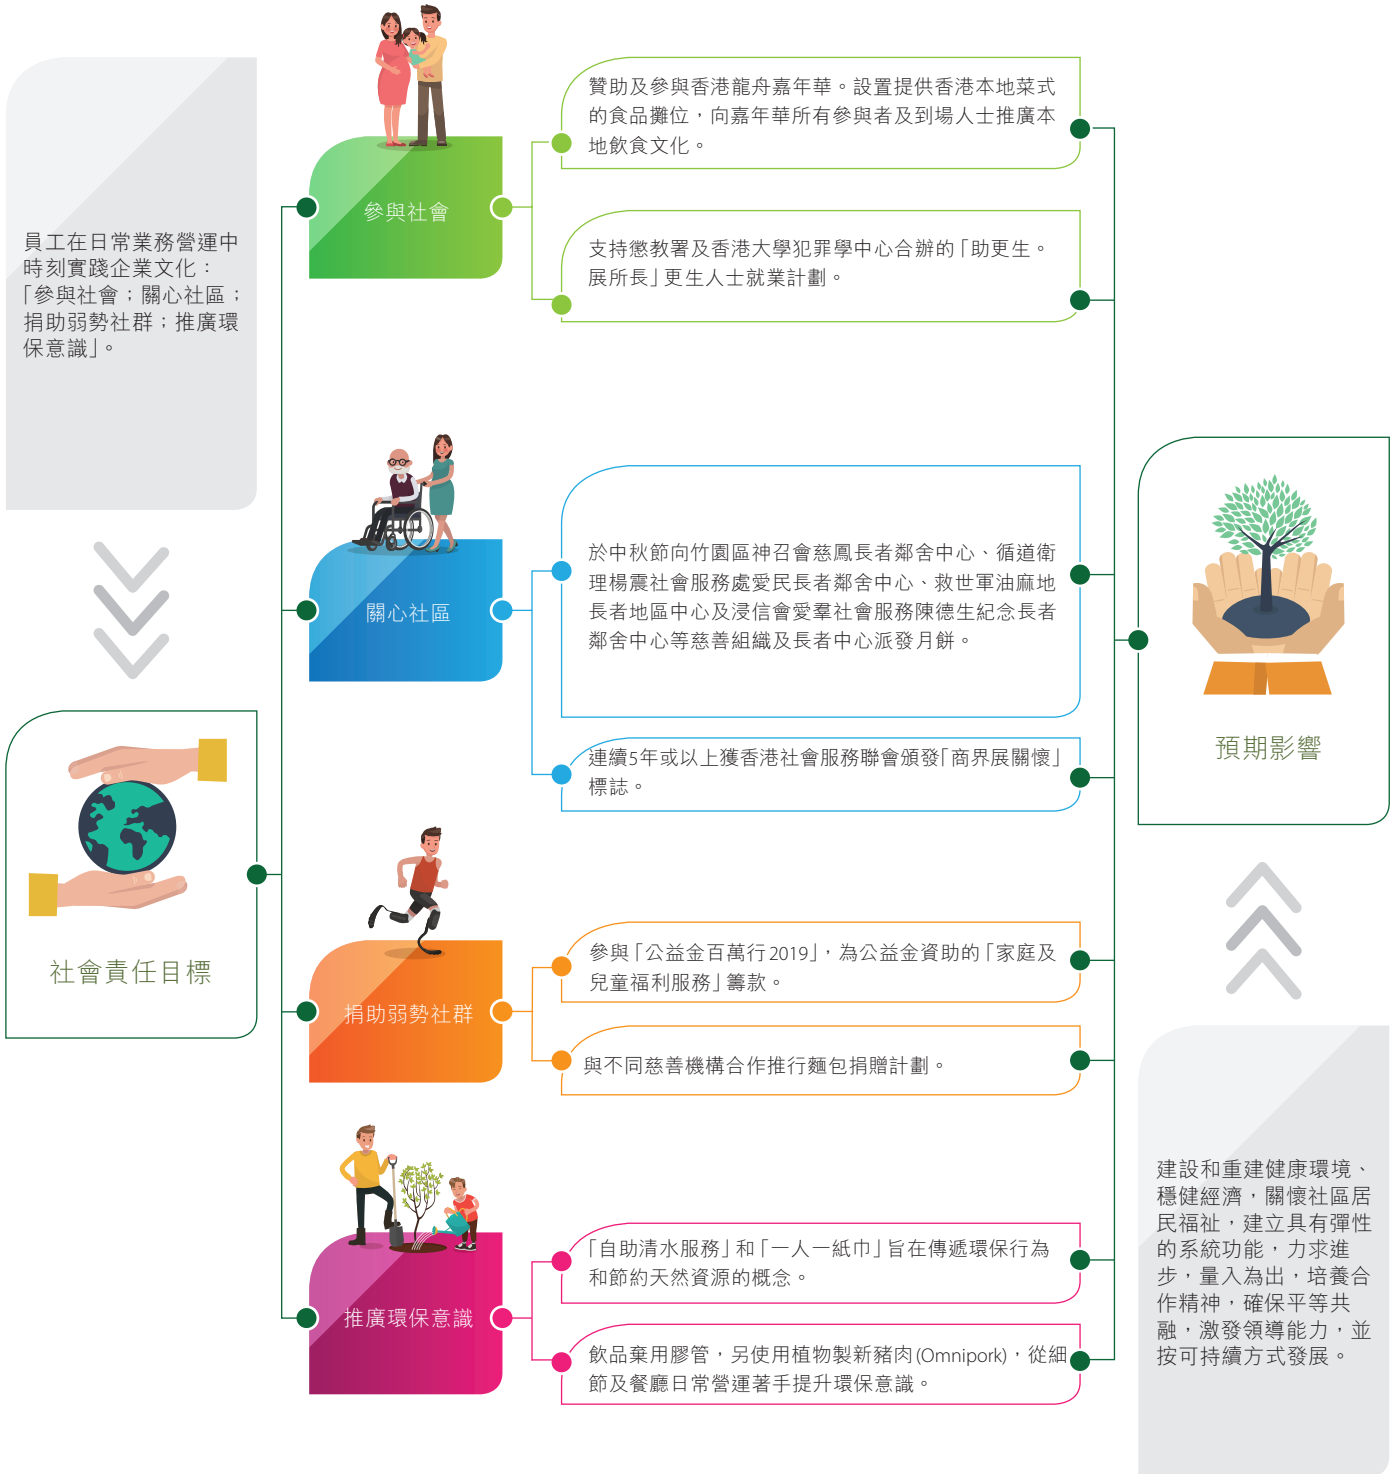 員工在日常業務營運中
時刻實踐企業文化：
「參與社會；關心社區；
捐助弱勢社群；推廣環
保意識」。
社會責任目標
參與社會
贊助及參與香港龍舟嘉年華。設置提供香港本地菜式
的食品攤位，向嘉年華所有參與者及到場人士推廣本
地飲食文化。
支持懲教署及香港大學犯罪學中心合辦的「助更生。
展所長」更生人士就業計劃。
關心社區
於中秋節向竹園區神召會慈鳳長者鄰舍中心、循道衛
理楊震社會服務處愛民長者鄰舍中心、救世軍油麻地
長者地區中心及浸信會愛羣社會服務陳德生紀念長者
鄰舍中心等慈善組織及長者中心派發月餅。
連續5年或以上獲香港社會服務聯會頒發「商界展關懷」
標誌。
捐助弱勢社群
參與「公益金百萬行2019」，為公益金資助的「家庭及
兒童福利服務」籌款。
與不同慈善機構合作推行麵包捐贈計劃。
推廣環保意識
「自助清水服務」和「一人一紙巾」旨在傳遞環保行為
和節約天然資源的概念。
飲品棄用膠管，另使用植物製新豬肉(Omnipork)，從細
節及餐廳日常營運著手提升環保意識。
預期影響
建設和重建健康環境、
穩健經濟，關懷社區居
民福祉，建立具有彈性
的系統功能，力求進
步，量入為出，培養合
作精神，確保平等共
融，激發領導能力，並
按可持續方式發展。